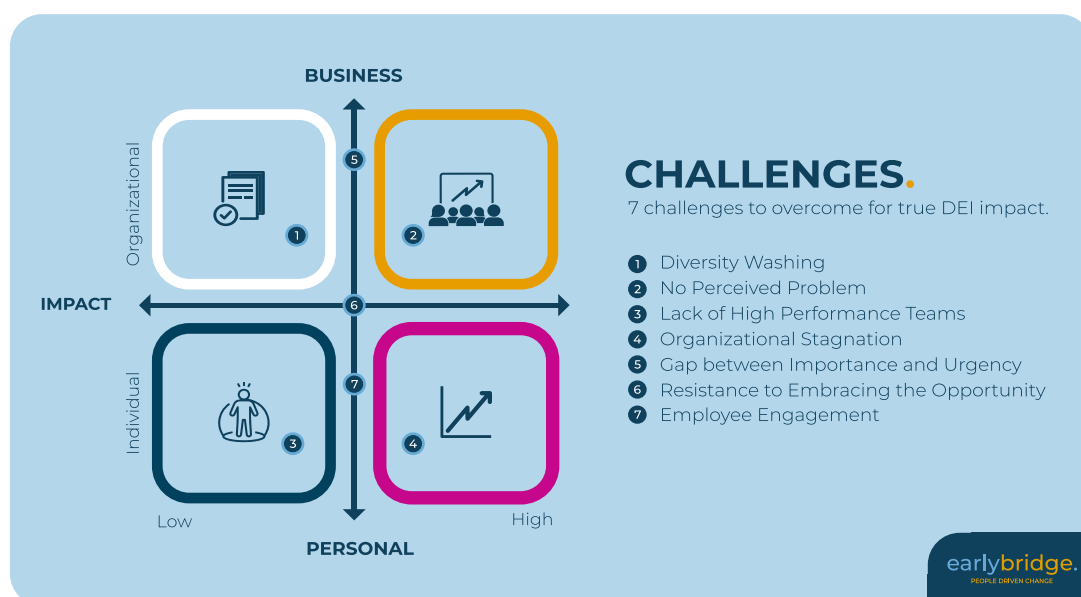 BUSINESS
Organizational
5
1
2
IMPACT
6
Individual
7
3
4
Low
High
PERSONAL
CHALLENGES.
7 challenges to overcome for true DEI impact.
1 Diversity Washing
2 No Perceived Problem
3 Lack of High Performance Teams
4 Organizational Stagnation
5 Gap between Importance and Urgency
6 Resistance to Embracing the Opportunity
7 Employee Engagement
earlybridge.
PEOPLE DRIVEN CHANGE